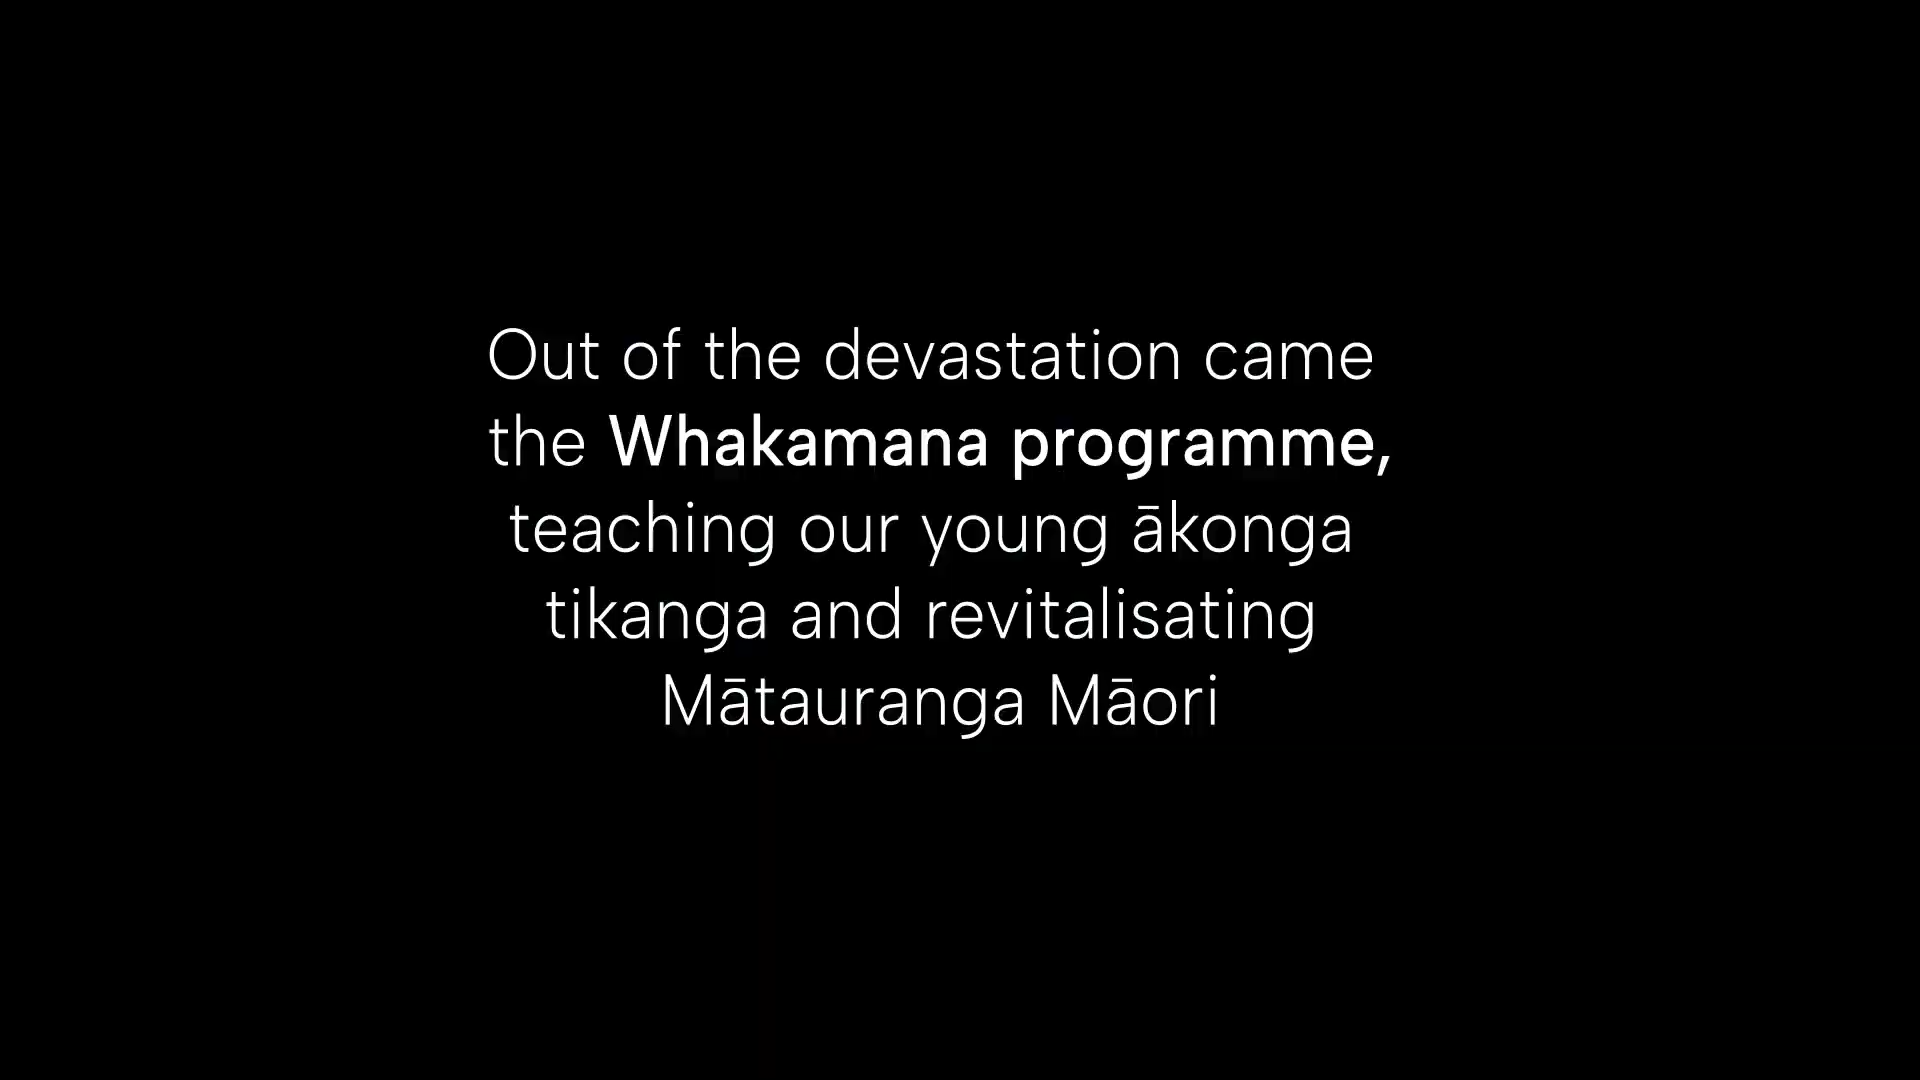 Out of the devastation came
the Whakamana programme,
teaching our young ākonga
tikanga and revitalisating
Mātauranga Māori